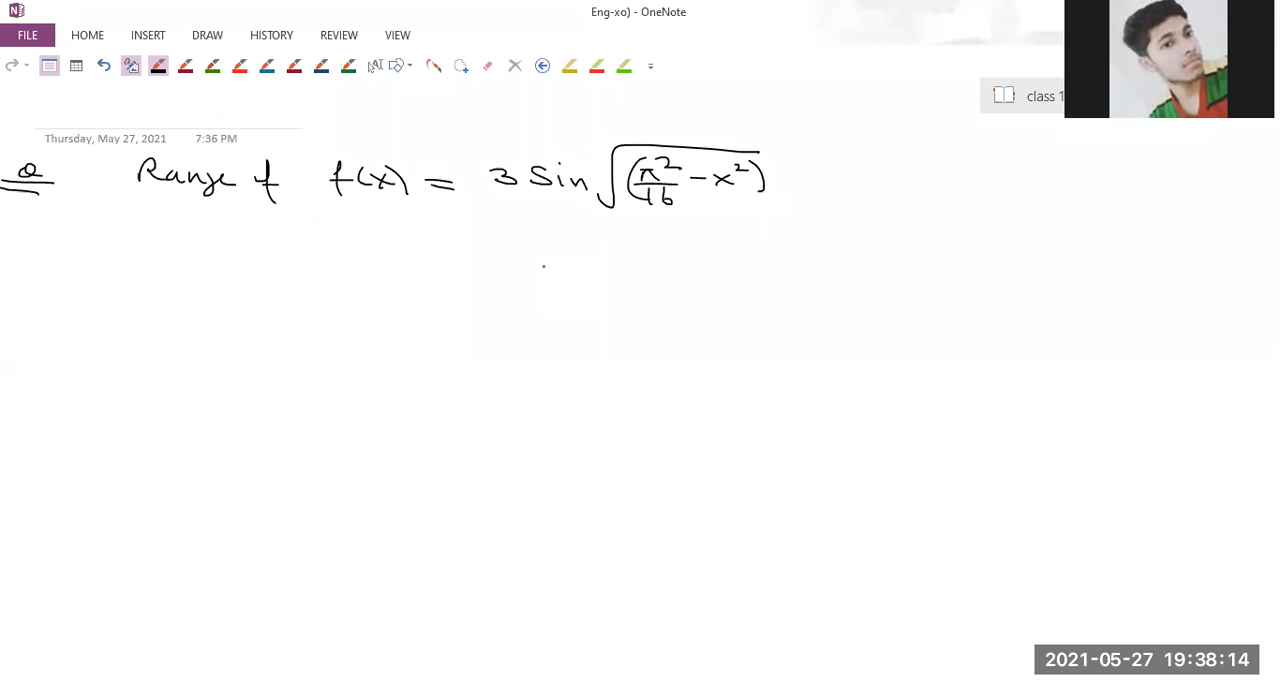 Eng-xo) - OneNote
FILE HOME INSERT DRAW HISTORY REVIEW VIEW
class 1
Thursday, May 27, 2021 7:36 PM
Q Range of f(x) = 3 Sin √(π²/16 - x²)
2021-05-27 19:38:14